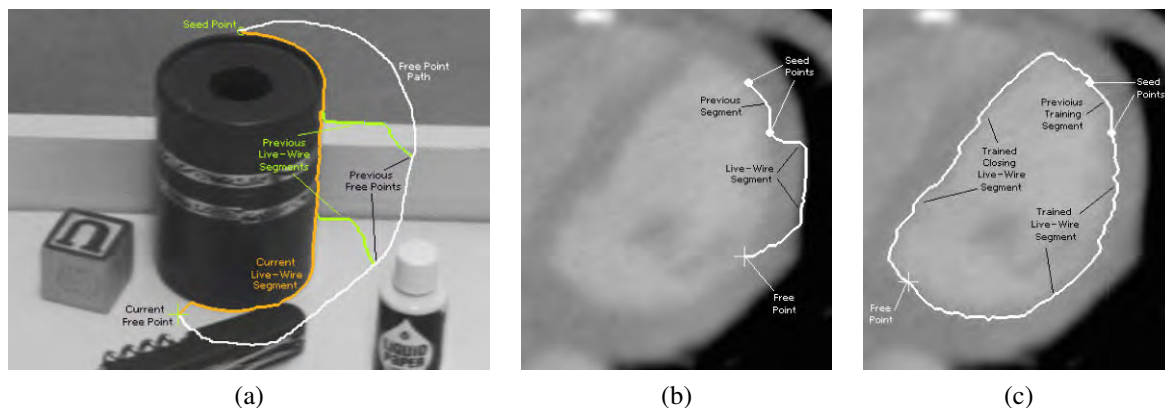 Seed Point
Free Point
Path
Previous
Live-Wire
Segments
Previous
Free Points
Current
Live-Wire
Segment
Current
Free Point
LIQUID
PAPER
(a)
Seed
Points
Previous
Segment
Live-Wire
Segment
Free
Point
(b)
Seed
Points
Previoius
Training
Segment
Trained
Closing
Live-Wire
Segment
Trained
Live-Wire
Segment
Free
Point
(c)